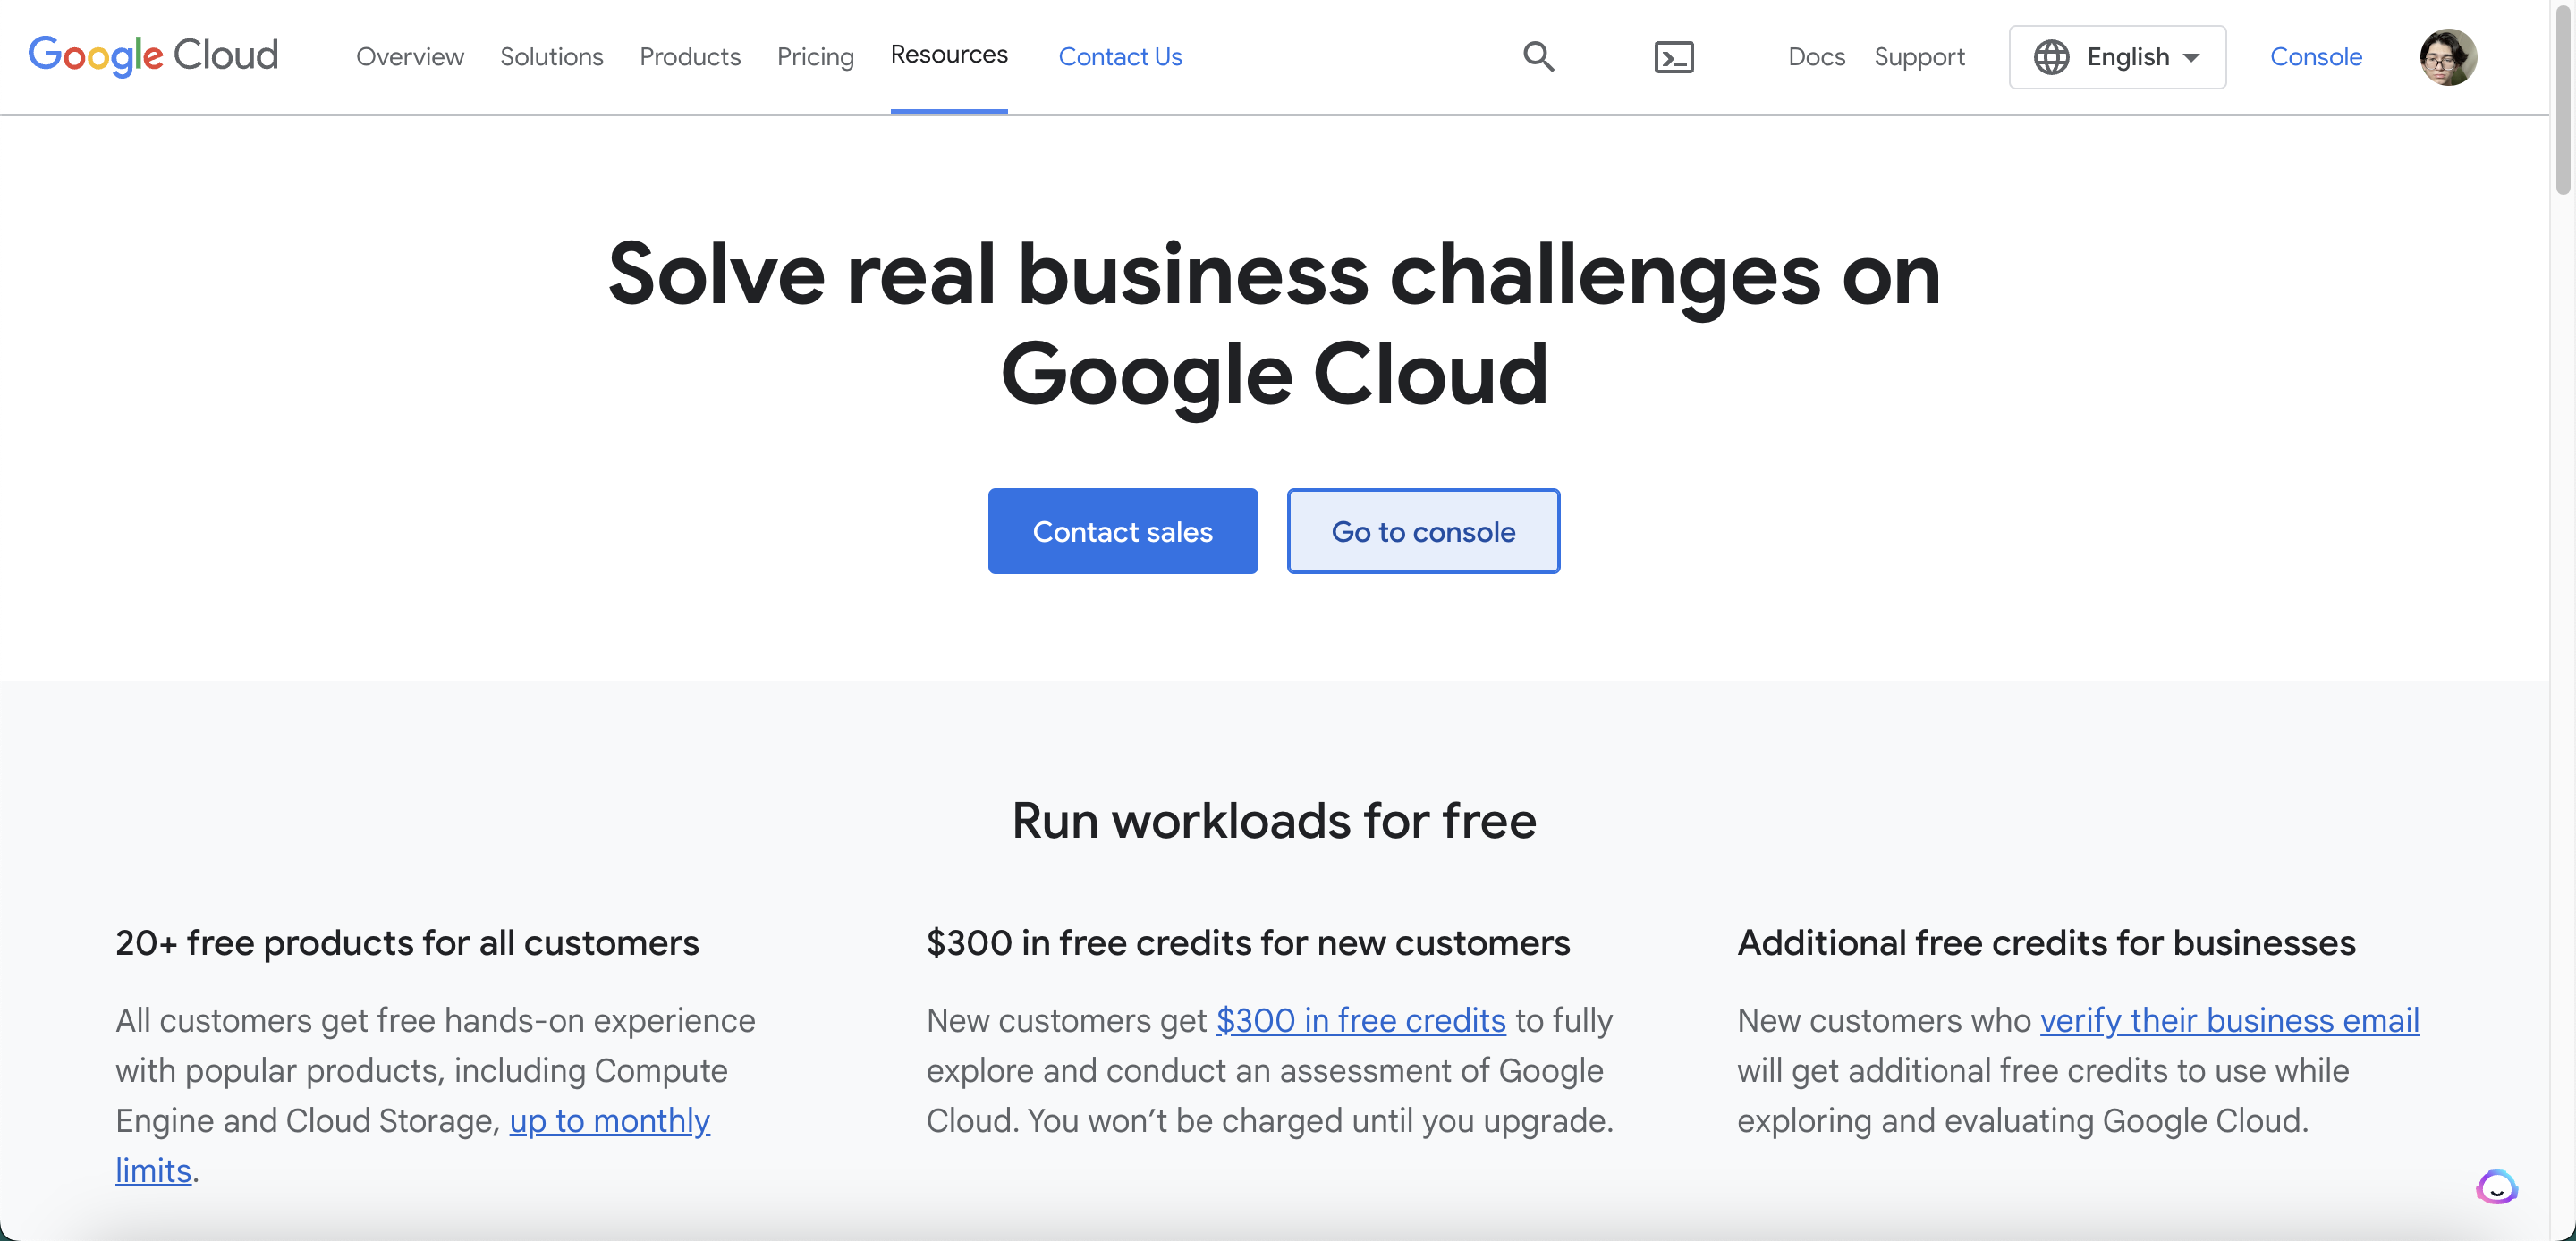 Google Cloud Overview Solutions Products Pricing Resources Contact Us Docs Support English Console
Solve real business challenges on
Google Cloud
Contact sales Go to console
Run workloads for free
20+ free products for all customers
All customers get free hands-on experience
with popular products, including Compute
Engine and Cloud Storage, up to monthly
limits.
$300 in free credits for new customers
New customers get $300 in free credits to fully
explore and conduct an assessment of Google
Cloud. You won’t be charged until you upgrade.
Additional free credits for businesses
New customers who verify their business email
will get additional free credits to use while
exploring and evaluating Google Cloud.